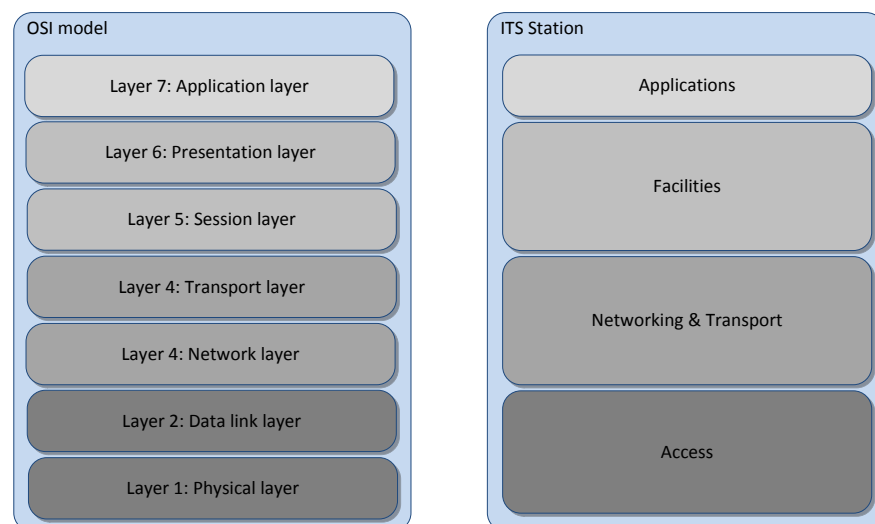 OSI model
Layer 7: Application layer
Layer 6: Presentation layer
Layer 5: Session layer
Layer 4: Transport layer
Layer 4: Network layer
Layer 2: Data link layer
Layer 1: Physical layer
ITS Station
Applications
Facilities
Networking & Transport
Access